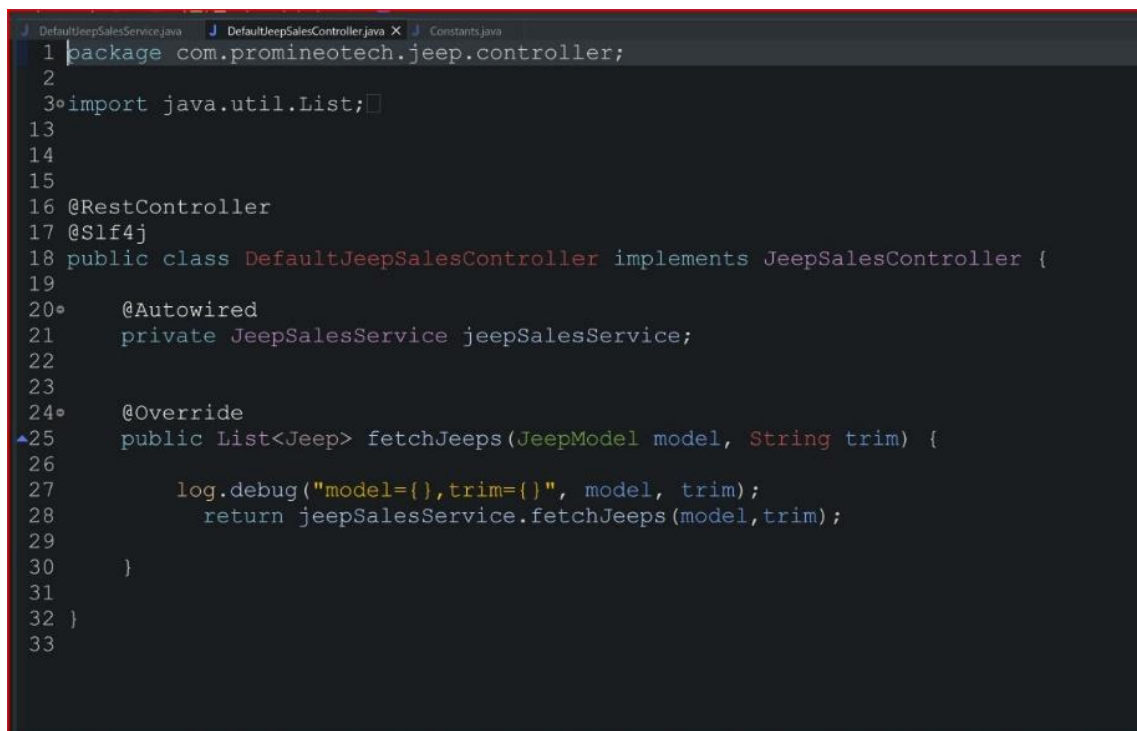 DefaultJeepSalesService.java DefaultJeepSalesController.java X Constants.java
1 package com.promineotech.jeep.controller;
2
3 import java.util.List;
13
14
15
16 @RestController
17 @Slf4j
18 public class DefaultJeepSalesController implements JeepSalesController {
19
20 @Autowired
21 private JeepSalesService jeepSalesService;
22
23
24 @Override
25 public List<Jeep> fetchJeeps(JeepModel model, String trim) {
26
27 log.debug("model={},trim={}", model, trim);
28 return jeepSalesService.fetchJeeps(model,trim);
29
30 }
31
32 }
33